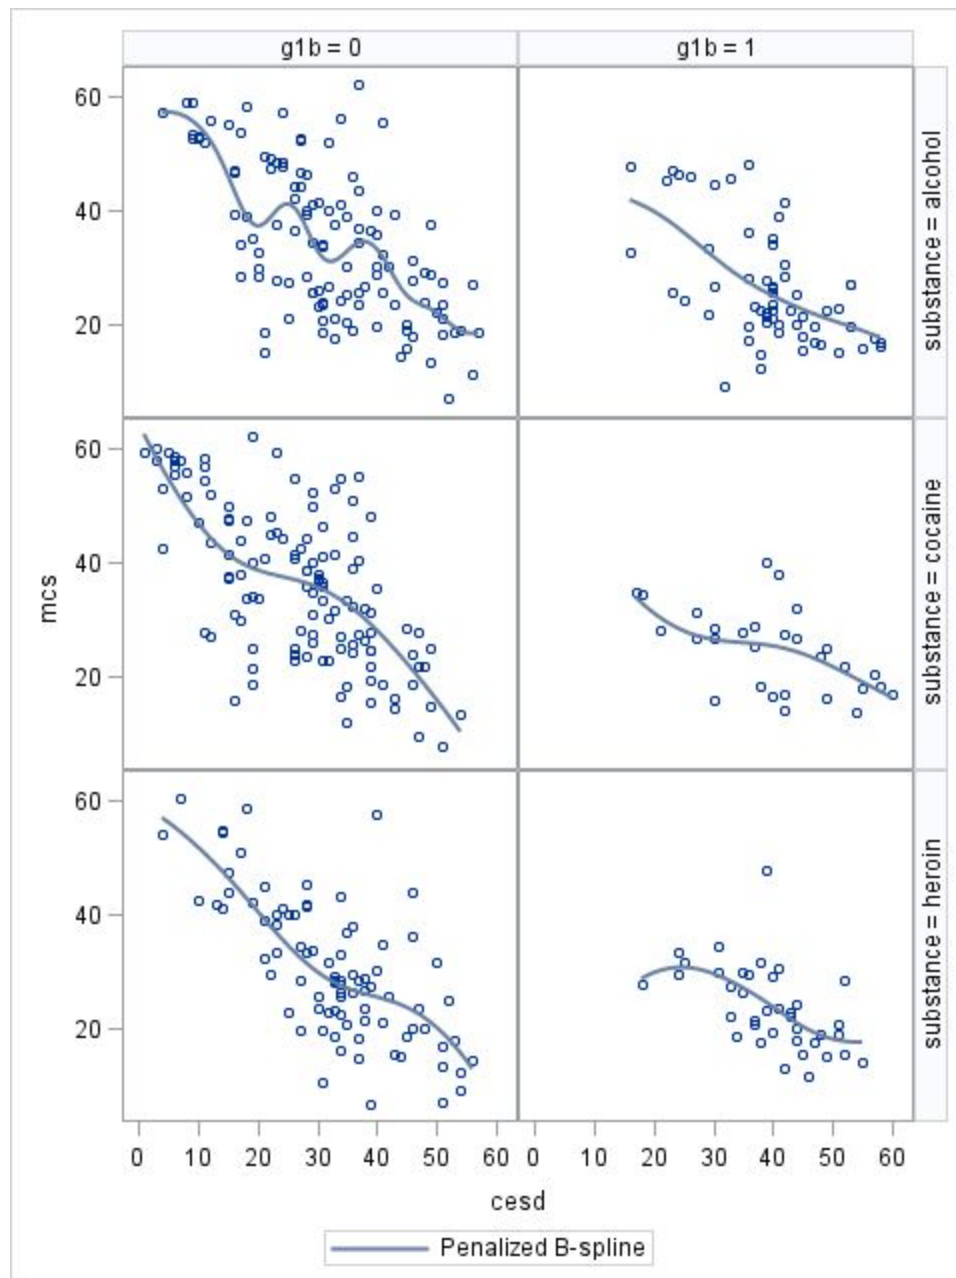 g1b = 0
g1b = 1
60
40
20
substance = alcohol
60
40
20
substance = cocaine
60
40
20
substance = heroin
mcs
0 10 20 30 40 50 60 0 10 20 30 40 50 60
cesd
Penalized B-spline